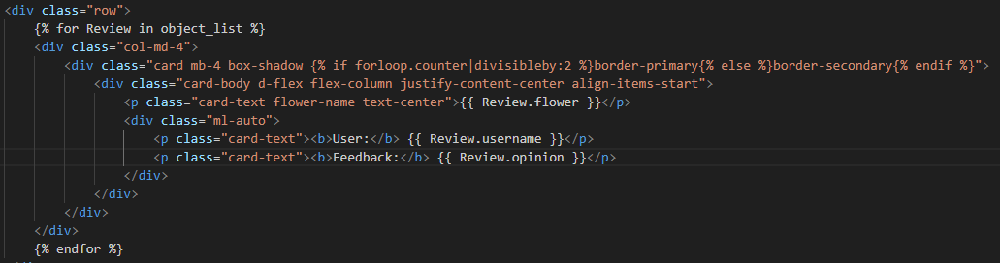 <div class="row">
{% for Review in object_list %}
<div class="col-md-4">
<div class="card mb-4 box-shadow {% if forloop.counter|divisibleby:2 %}border-primary{% else %}border-secondary{% endif %}">
<div class="card-body d-flex flex-column justify-content-center align-items-start">
<p class="card-text flower-name text-center">{{ Review.flower }}</p>
<div class="ml-auto">
<p class="card-text"><b>User:</b> {{ Review.username }}</p>
<p class="card-text"><b>Feedback:</b> {{ Review.opinion }}</p>
</div>
</div>
</div>
</div>
{% endfor %}